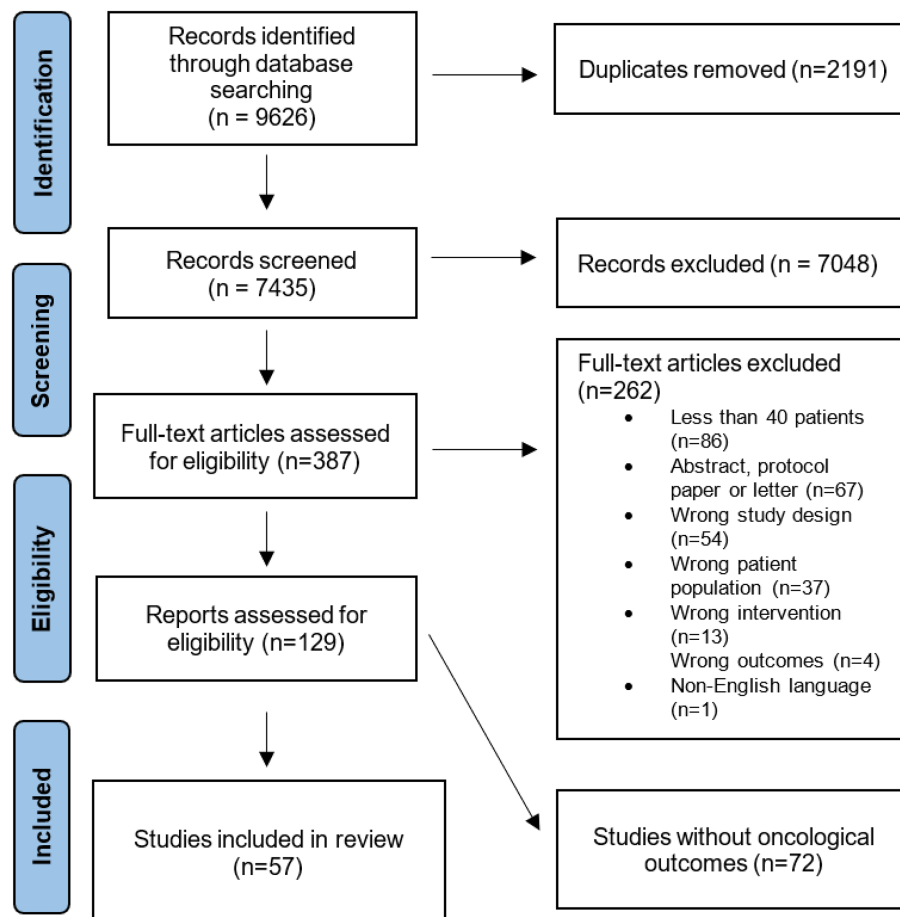 Identification
Records identified
through database
searching
(n = 9626)
Duplicates removed (n=2191)
Screening
Records screened
(n = 7435)
Records excluded (n = 7048)
Full-text articles assessed
for eligibility (n=387)
Full-text articles excluded
(n=262)
• Less than 40 patients
(n=86)
• Abstract, protocol
paper or letter (n=67)
• Wrong study design
(n=54)
• Wrong patient
population (n=37)
• Wrong intervention
(n=13)
Wrong outcomes (n=4)
• Non-English language
(n=1)
Eligibility
Reports assessed for
eligibility (n=129)
Included
Studies included in review
(n=57)
Studies without oncological
outcomes (n=72)